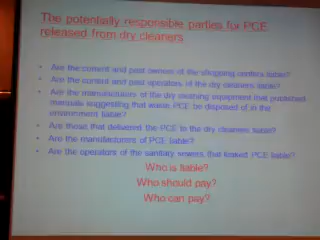 The potentially responsible parties for PCE
released from dry cleaners
• Are the current and past owners of the shopping centers liable?
• Are the current and past operators of the dry cleaners liable?
• Are the manufacturers of the dry cleaning equipment that published
manuals suggesting that waste PCE be disposed of in the
environment liable?
• Are those that delivered the PCE to the dry cleaners liable?
• Are the manufacturers of PCE liable?
• Are the operators of the sanitary sewers that leaked PCE liable?
Who is liable?
Who should pay?
Who can pay?